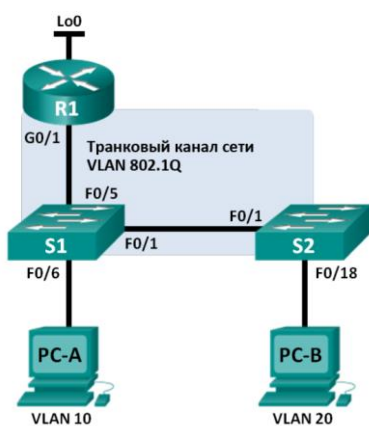 Lo0
R1
G0/1
Транковый канал сети
VLAN 802.1Q
F0/5
F0/1
S1
F0/1
S2
F0/6
F0/18
PC-A
PC-B
VLAN 10
VLAN 20